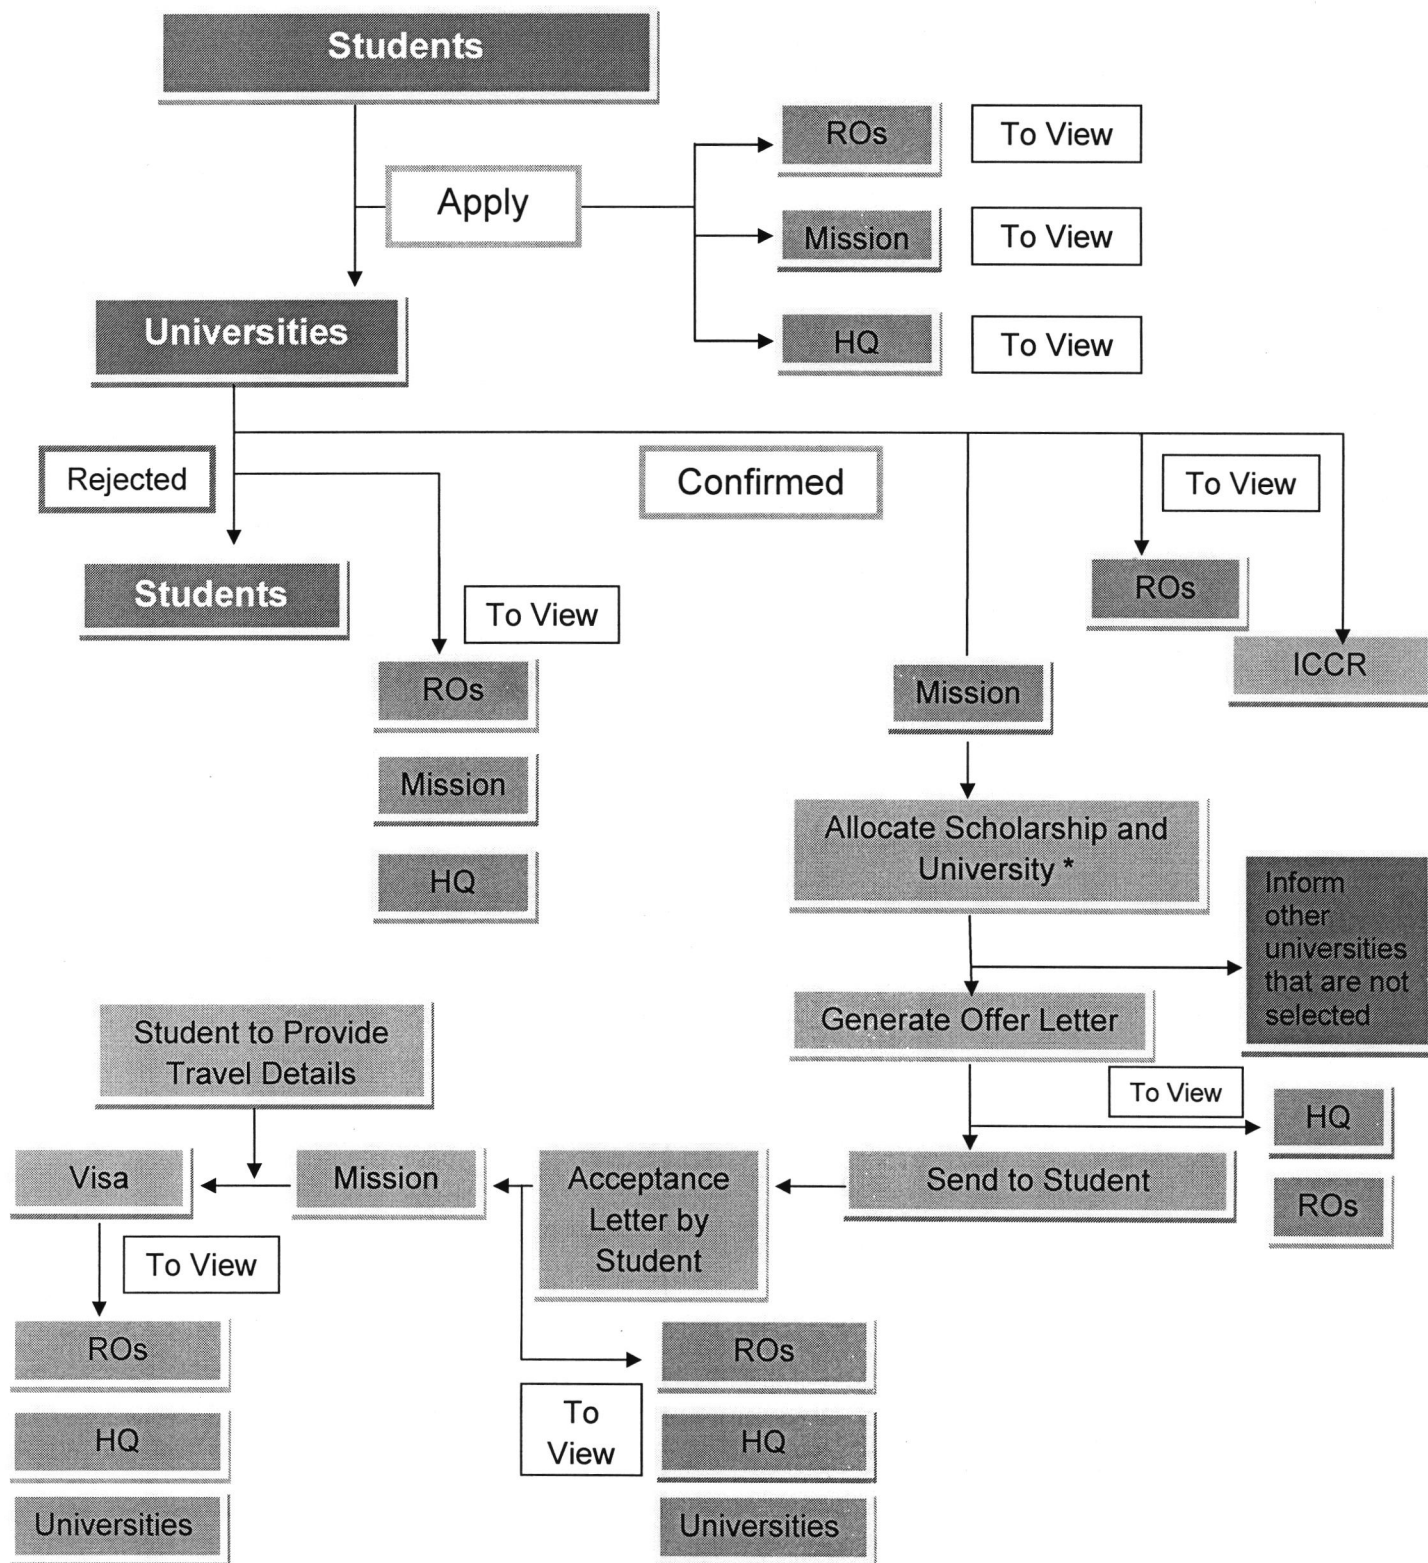 Students
ROs
To View
Apply
Mission
To View
Universities
HQ
To View
Rejected
Confirmed
To View
Students
To View
ROs
ICCR
ROs
Mission
Mission
Allocate Scholarship and
University *
HQ
Inform
other
universities
that are not
selected
Generate Offer Letter
Student to Provide
Travel Details
To View
HQ
Visa
Mission
Acceptance
Letter by
Student
Send to Student
ROs
To View
ROs
ROs
To
View
HQ
HQ
Universities
Universities